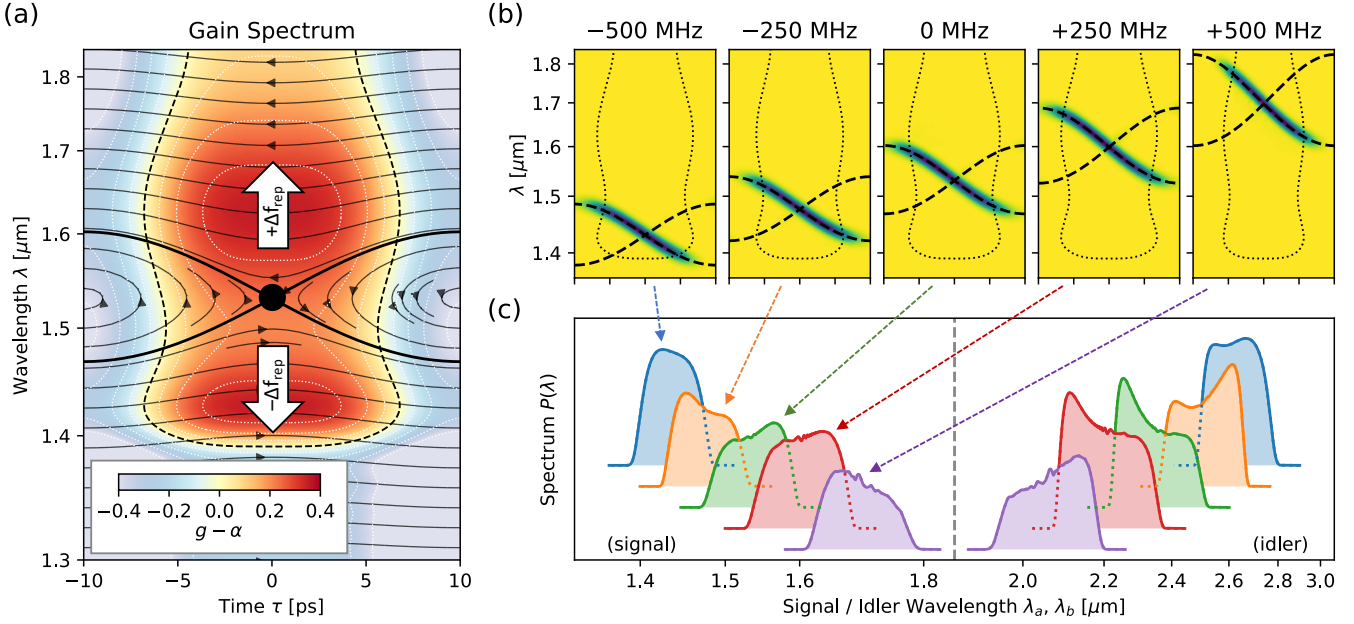 (a)
Gain Spectrum
Wavelength λ [μm]
1.8
1.7
1.6
1.5
1.4
1.3
+Δf_rep
−Δf_rep
−0.4 −0.2 0.0 0.2 0.4
g − α
−10 −5 0 5 10
Time τ [ps]
(b)
−500 MHz −250 MHz 0 MHz +250 MHz +500 MHz
λ [μm]
1.8
1.7
1.6
1.5
1.4
(c)
Spectrum P(λ)
(signal) (idler)
1.4 1.5 1.6 1.8 2.0 2.2 2.4 2.6 2.8 3.0
Signal / Idler Wavelength λ_a, λ_b [μm]